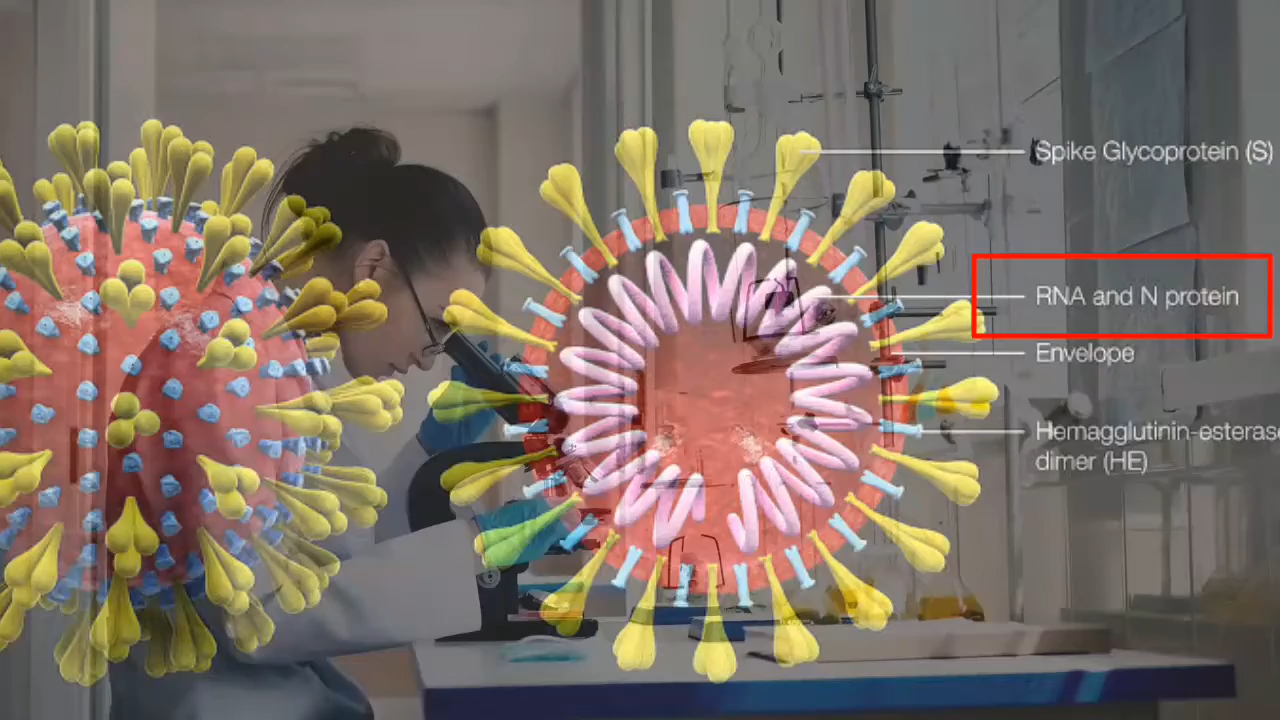 Spike Glycoprotein (S)
RNA and N protein
Envelope
Hemagglutinin-esterase
dimer (HE)